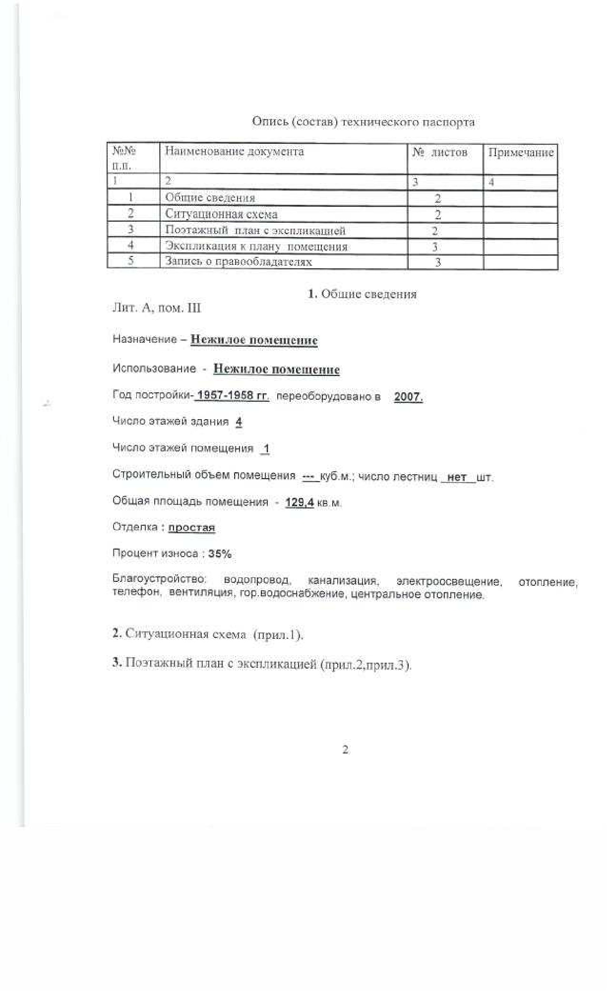 Опись (состав) технического паспорта
№№ п.п. Наименование документа № листов Примечание
1 2 3 4
1 Общие сведения 2
2 Ситуационная схема 2
3 Поэтажный план с экспликацией 2
4 Экспликация к плану помещения 3
5 Запись о правообладателях 3
1. Общие сведения
Лит. А, пом. III
Назначение – Нежилое помещение
Использование - Нежилое помещение
Год постройки- 1957-1958 гг. переоборудовано в 2007.
Число этажей здания 4
Число этажей помещения 1
Строительный объем помещения --- куб.м.; число лестниц нет шт.
Общая площадь помещения - 129,4 кв.м.
Отделка : простая
Процент износа : 35%
Благоустройство: водопровод, канализация, электроосвещение, отопление,
телефон, вентиляция, гор.водоснабжение, центральное отопление.
2. Ситуационная схема (прил.1).
3. Поэтажный план с экспликацией (прил.2,прил.3).
2